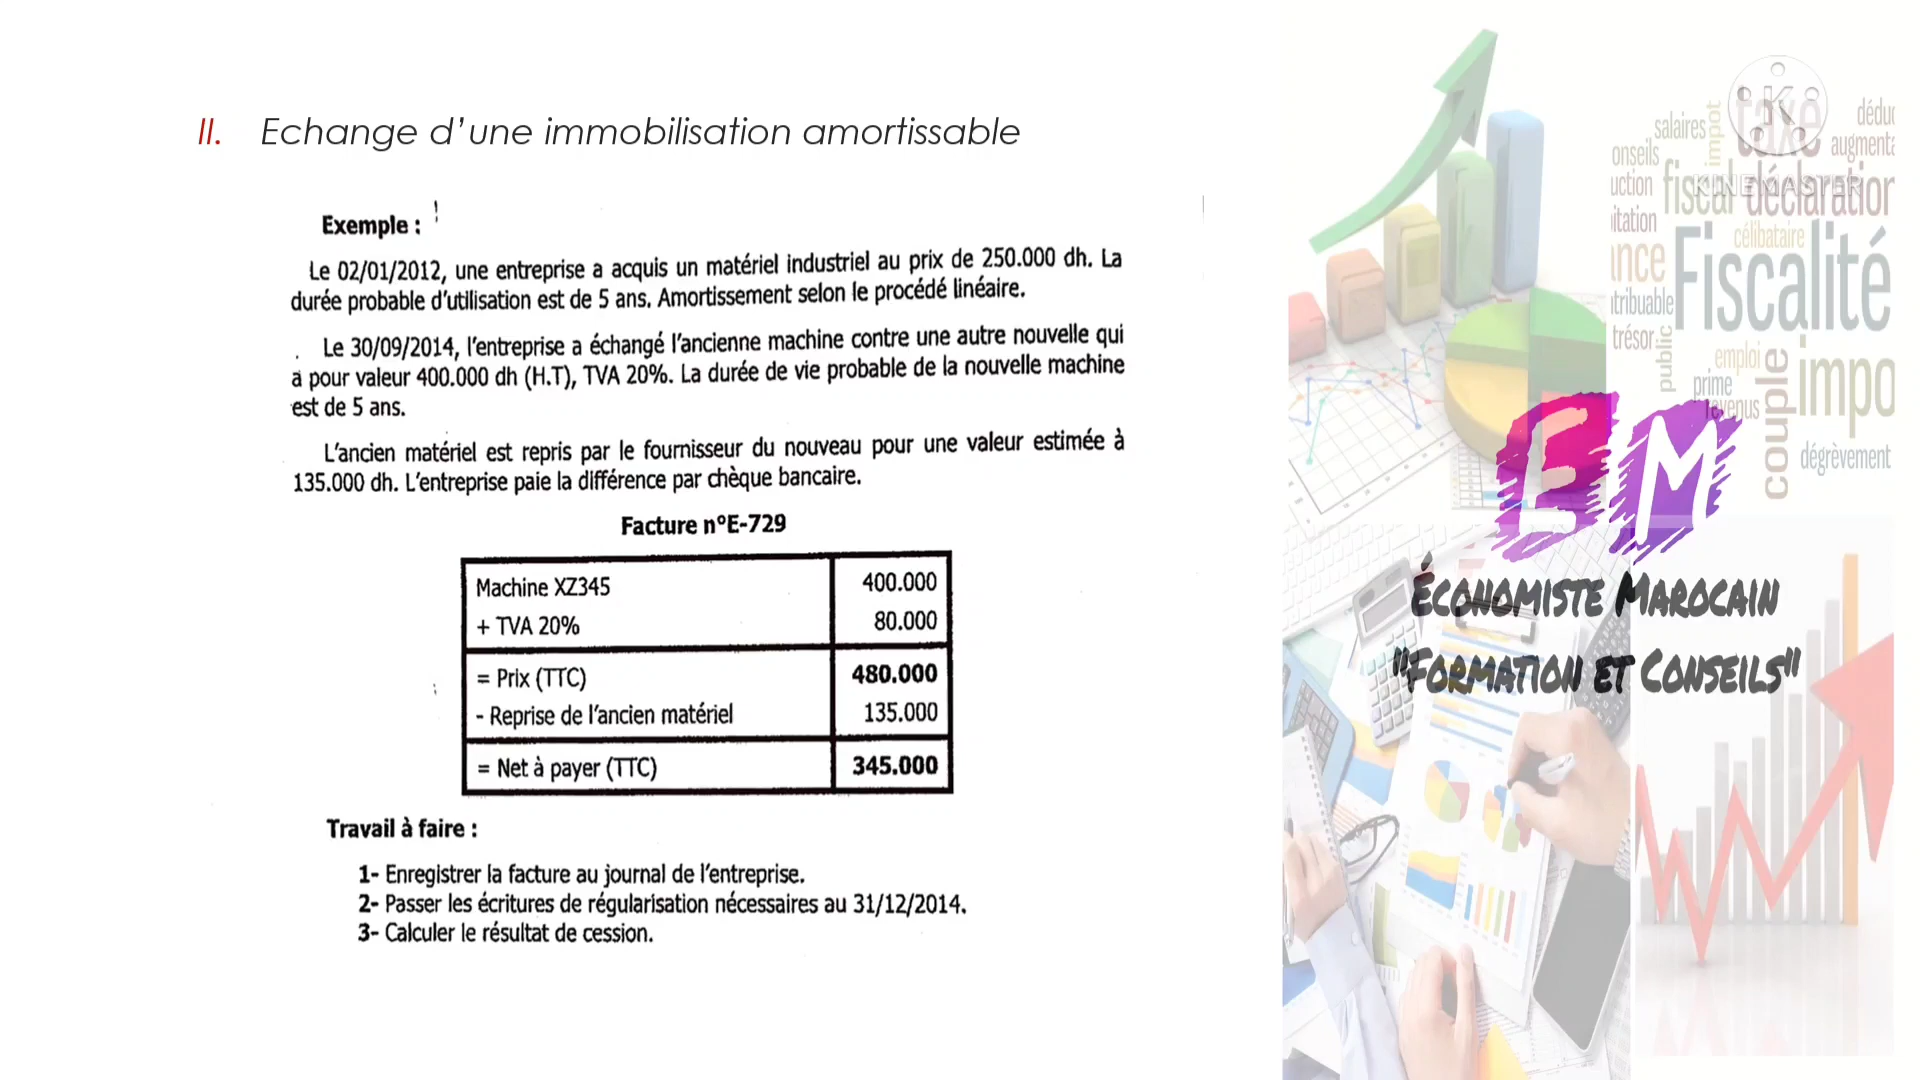 II. Echange d'une immobilisation amortissable
Exemple :
Le 02/01/2012, une entreprise a acquis un matériel industriel au prix de 250.000 dh. La
durée probable d'utilisation est de 5 ans. Amortissement selon le procédé linéaire.
Le 30/09/2014, l'entreprise a échangé l'ancienne machine contre une autre nouvelle qui
a pour valeur 400.000 dh (H.T), TVA 20%. La durée de vie probable de la nouvelle machine
est de 5 ans.
L'ancien matériel est repris par le fournisseur du nouveau pour une valeur estimée à
135.000 dh. L'entreprise paie la différence par chèque bancaire.
Facture n°E-729
Machine XZ345 400.000
+ TVA 20% 80.000
= Prix (TTC) 480.000
- Reprise de l'ancien matériel 135.000
= Net à payer (TTC) 345.000
Travail à faire :
1- Enregistrer la facture au journal de l'entreprise.
2- Passer les écritures de régularisation nécessaires au 31/12/2014.
3- Calculer le résultat de cession.
K
KINEMASTER
taxe
salaires
impot
fiscal déclaration
célibataire
Fiscalité
trésor
public
emploi
prime
couple
impo
dégrèvement
EM
Économiste Marocain
"Formation et Conseils"